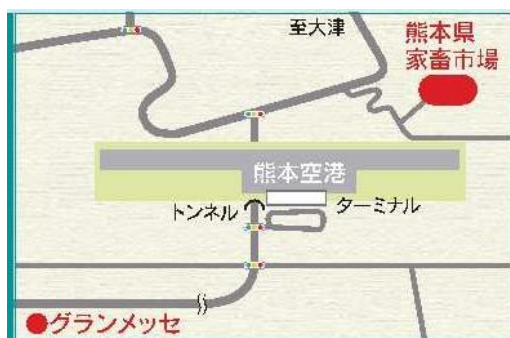 至大津
熊本県
家畜市場
熊本空港
トンネル
ターミナル
グランメッセ